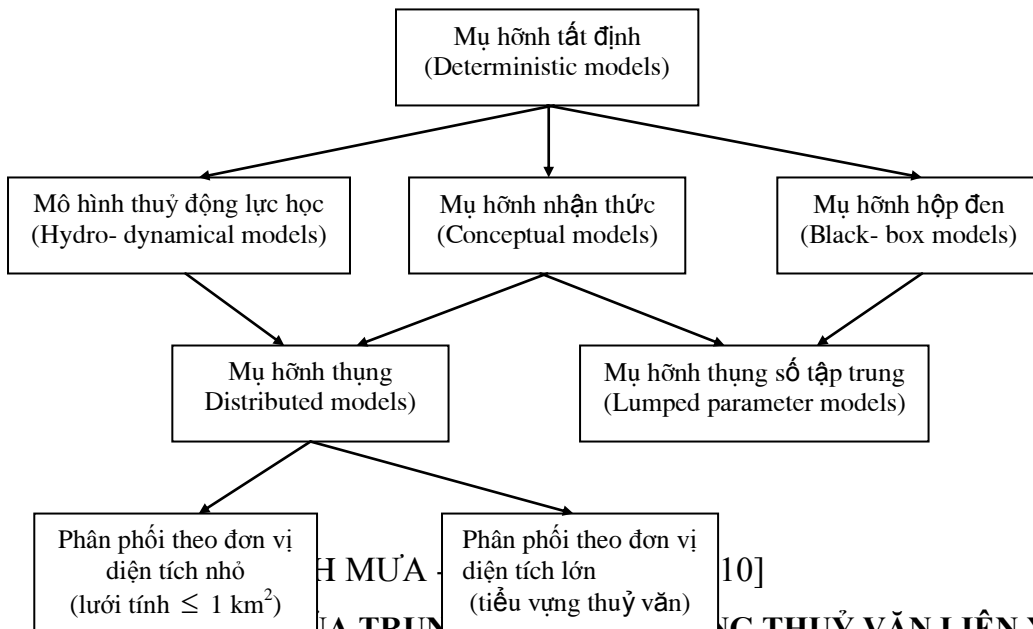 Mụ hỡnh tất định
(Deterministic models)
Mô hình thuỷ động lực học
(Hydro- dynamical models)
Mụ hỡnh nhận thức
(Conceptual models)
Mụ hỡnh hộp đen
(Black- box models)
Mụ hỡnh thụng
Distributed models)
Mụ hỡnh thụng số tập trung
(Lumped parameter models)
Phân phối theo đơn vị
diện tích nhỏ
(lưới tính ≤ 1 km²)
Phân phối theo đơn vị
diện tích lớn
(tiểu vựng thuỷ văn)
H MƯA - 10]
THUỶ VĂN LIÊN